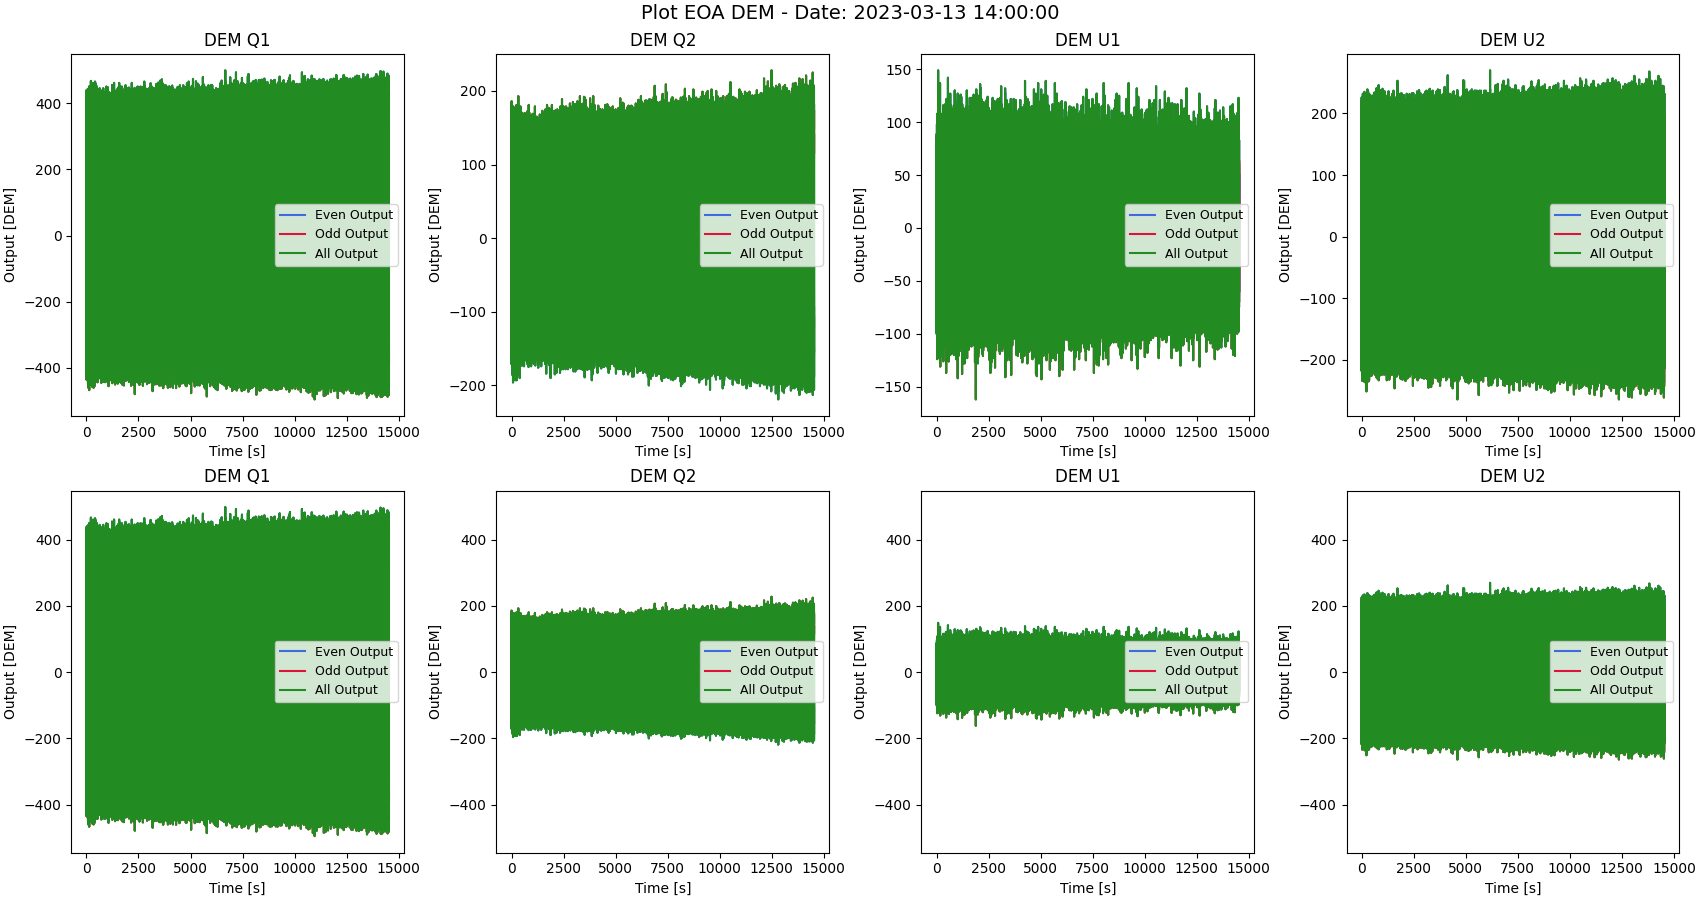 Plot EOA DEM - Date: 2023-03-13 14:00:00
DEM Q1
Output [DEM]
400
200
0
−200
−400
0 2500 5000 7500 10000 12500 15000
Time [s]
Even Output
Odd Output
All Output
DEM Q2
Output [DEM]
200
100
0
−100
−200
0 2500 5000 7500 10000 12500 15000
Time [s]
Even Output
Odd Output
All Output
DEM U1
Output [DEM]
150
100
50
0
−50
−100
−150
0 2500 5000 7500 10000 12500 15000
Time [s]
Even Output
Odd Output
All Output
DEM U2
Output [DEM]
200
100
0
−100
−200
0 2500 5000 7500 10000 12500 15000
Time [s]
Even Output
Odd Output
All Output
DEM Q1
Output [DEM]
400
200
0
−200
−400
0 2500 5000 7500 10000 12500 15000
Time [s]
Even Output
Odd Output
All Output
DEM Q2
Output [DEM]
400
200
0
−200
−400
0 2500 5000 7500 10000 12500 15000
Time [s]
Even Output
Odd Output
All Output
DEM U1
Output [DEM]
400
200
0
−200
−400
0 2500 5000 7500 10000 12500 15000
Time [s]
Even Output
Odd Output
All Output
DEM U2
Output [DEM]
400
200
0
−200
−400
0 2500 5000 7500 10000 12500 15000
Time [s]
Even Output
Odd Output
All Output